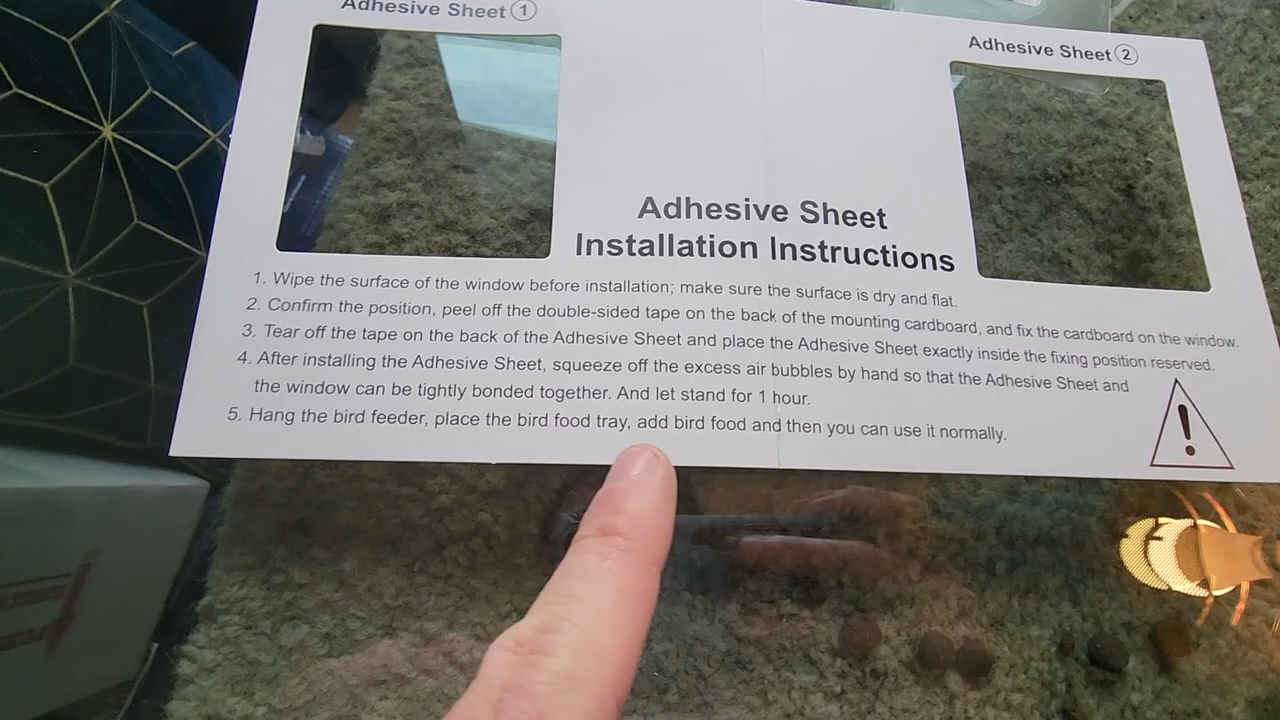 Adhesive Sheet ①
Adhesive Sheet ②
Adhesive Sheet
Installation Instructions
1. Wipe the surface of the window before installation; make sure the surface is dry and flat.
2. Confirm the position, peel off the double-sided tape on the back of the mounting cardboard, and fix the cardboard on the window.
3. Tear off the tape on the back of the Adhesive Sheet and place the Adhesive Sheet exactly inside the fixing position reserved.
4. After installing the Adhesive Sheet, squeeze off the excess air bubbles by hand so that the Adhesive Sheet and
the window can be tightly bonded together. And let stand for 1 hour.
5. Hang the bird feeder, place the bird food tray, add bird food and then you can use it normally.
!